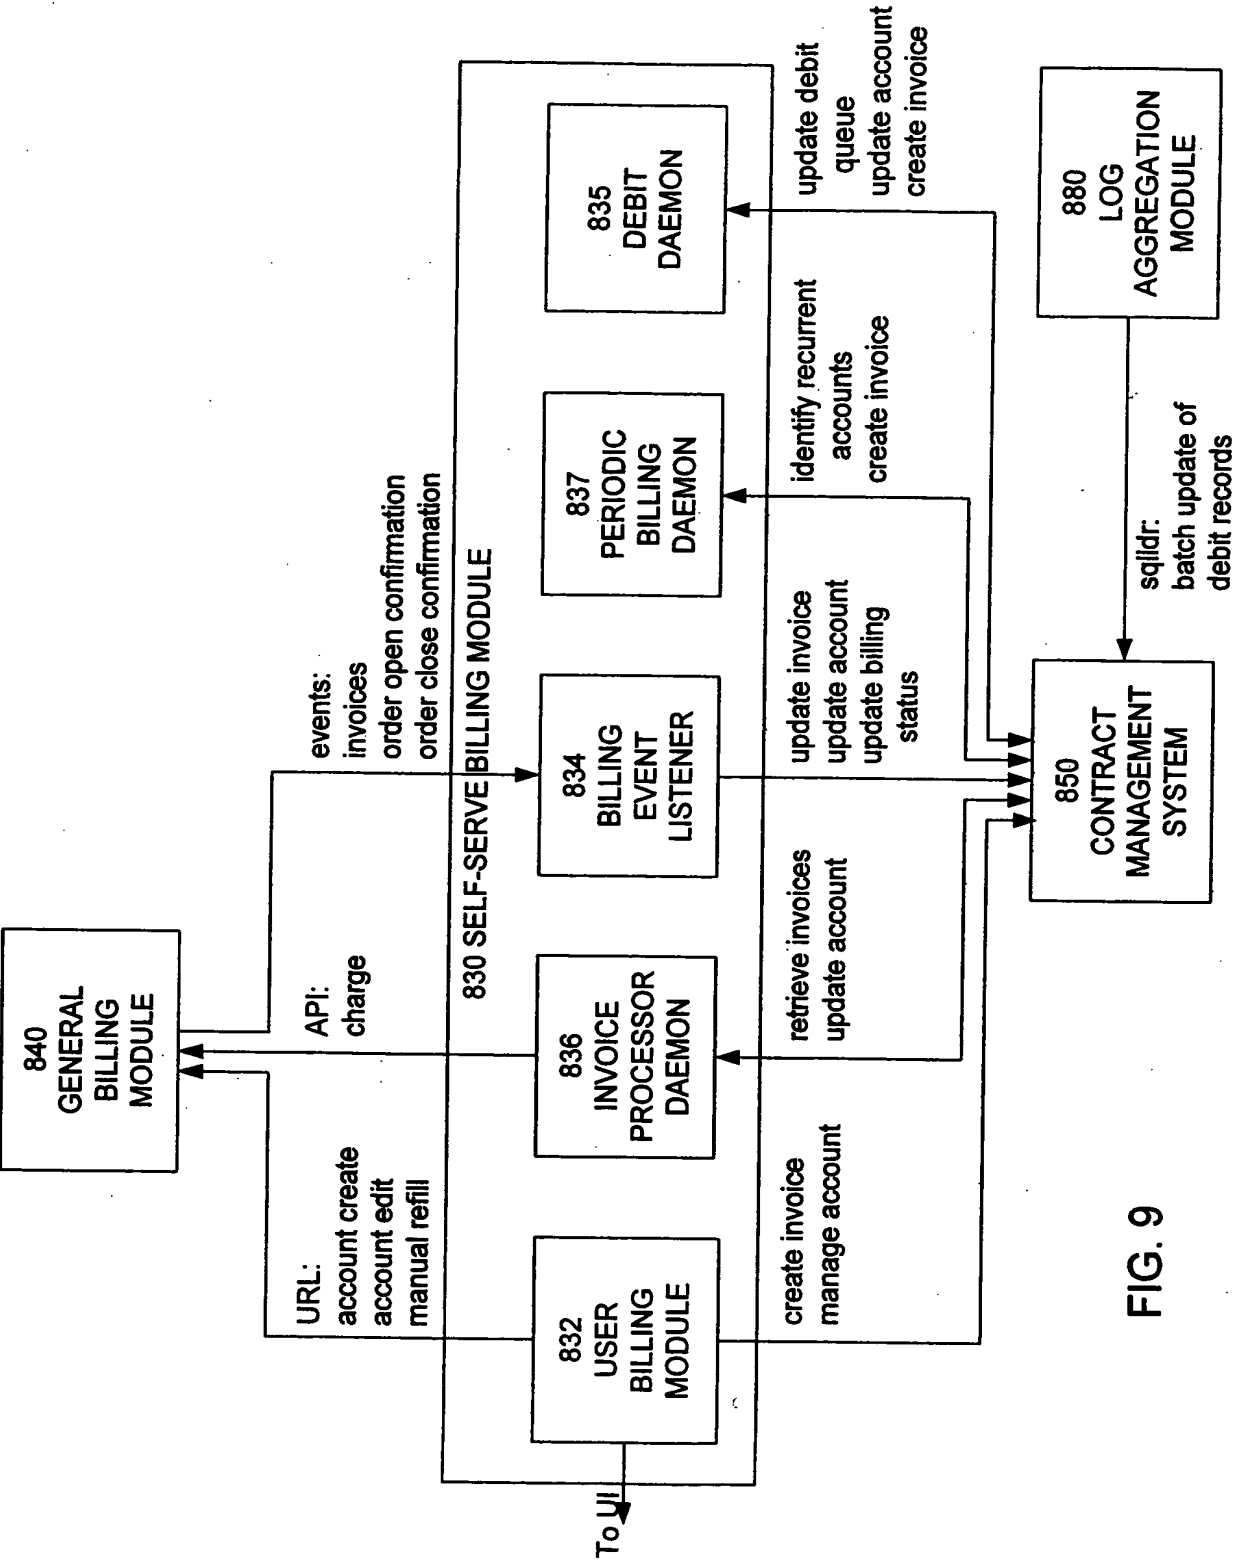 840
GENERAL
BILLING
MODULE
URL:
account create
account edit
manual refill
API:
charge
events:
invoices
order open confirmation
order close confirmation
830 SELF-SERVE BILLING MODULE
To UI
832
USER
BILLING
MODULE
836
INVOICE
PROCESSOR
DAEMON
834
BILLING
EVENT
LISTENER
837
PERIODIC
BILLING
DAEMON
835
DEBIT
DAEMON
create invoice
manage account
retrieve invoices
update account
update invoice
update account
update billing
status
identify recurrent
accounts
create invoice
update debit
queue
update account
create invoice
850
CONTRACT
MANAGEMENT
SYSTEM
sqlldr:
batch update of
debit records
880
LOG
AGGREGATION
MODULE
FIG. 9